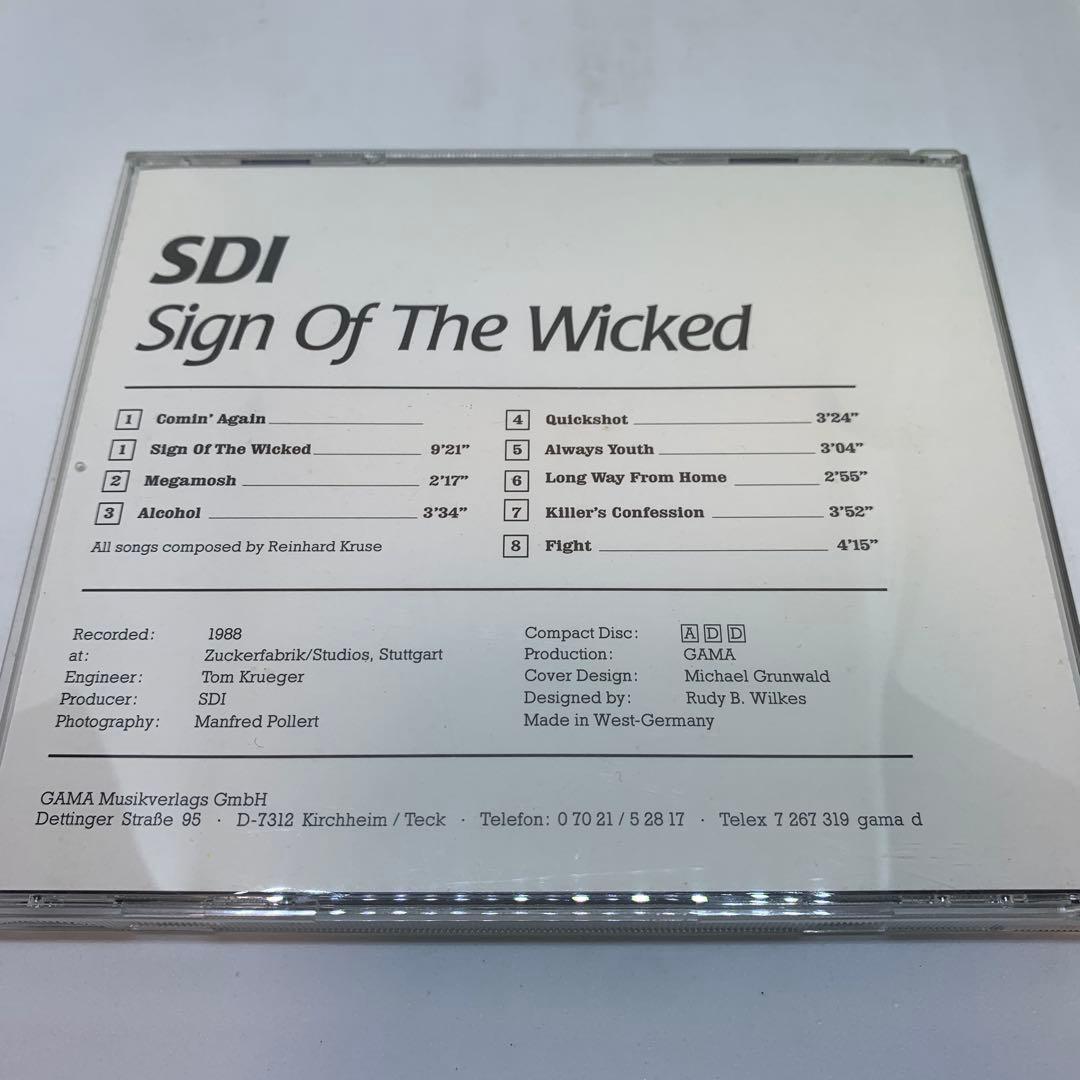 SDI
Sign Of The Wicked
1 Comin' Again
1 Sign Of The Wicked 9'21"
2 Megamosh 2'17"
3 Alcohol 3'34"
All songs composed by Reinhard Kruse
4 Quickshot 3'24"
5 Always Youth 3'04"
6 Long Way From Home 2'55"
7 Killer's Confession 3'52"
8 Fight 4'15"
Recorded: 1988
at: Zuckerfabrik/Studios, Stuttgart
Engineer: Tom Krueger
Producer: SDI
Photography: Manfred Pollert
Compact Disc: A D D
Production: GAMA
Cover Design: Michael Grunwald
Designed by: Rudy B. Wilkes
Made in West-Germany
GAMA Musikverlags GmbH
Dettinger Straße 95 · D-7312 Kirchheim / Teck · Telefon: 0 70 21 / 5 28 17 · Telex 7 267 319 gama d